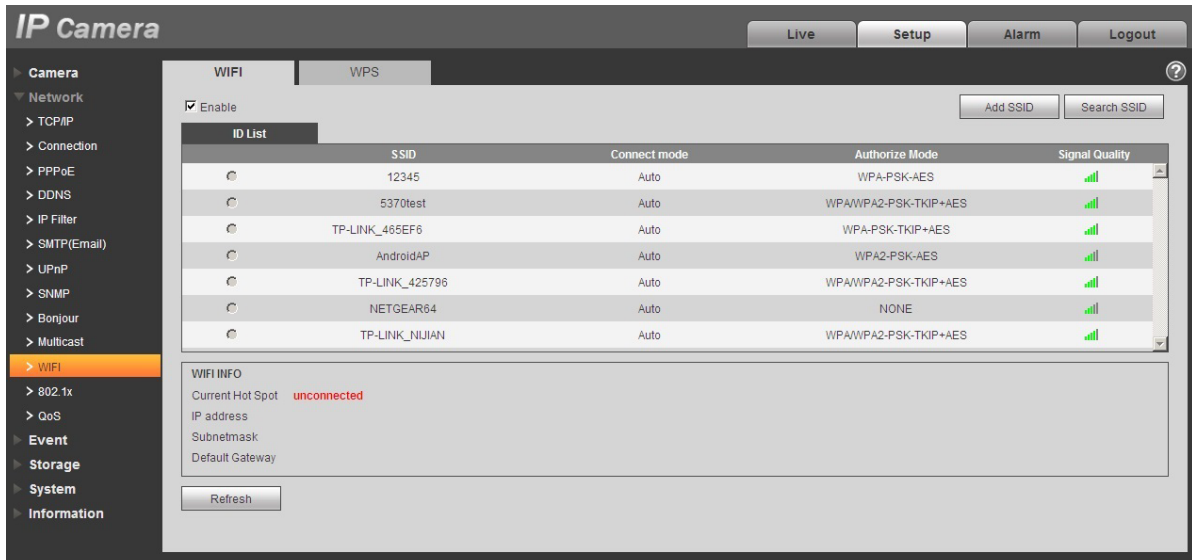 IP Camera
Live Setup Alarm Logout
Camera
Network
> TCP/IP
> Connection
> PPPoE
> DDNS
> IP Filter
> SMTP(Email)
> UPnP
> SNMP
> Bonjour
> Multicast
> WIFI
> 802.1x
> QoS
Event
Storage
System
Information
WIFI WPS
?
Enable Add SSID Search SSID
ID List
SSID Connect mode Authorize Mode Signal Quality
12345 Auto WPA-PSK-AES
5370test Auto WPA/WPA2-PSK-TKIP+AES
TP-LINK_465EF6 Auto WPA-PSK-TKIP+AES
AndroidAP Auto WPA2-PSK-AES
TP-LINK_425796 Auto WPA/WPA2-PSK-TKIP+AES
NETGEAR64 Auto NONE
TP-LINK_NIJIAN Auto WPA/WPA2-PSK-TKIP+AES
WIFI INFO
Current Hot Spot unconnected
IP address
Subnetmask
Default Gateway
Refresh